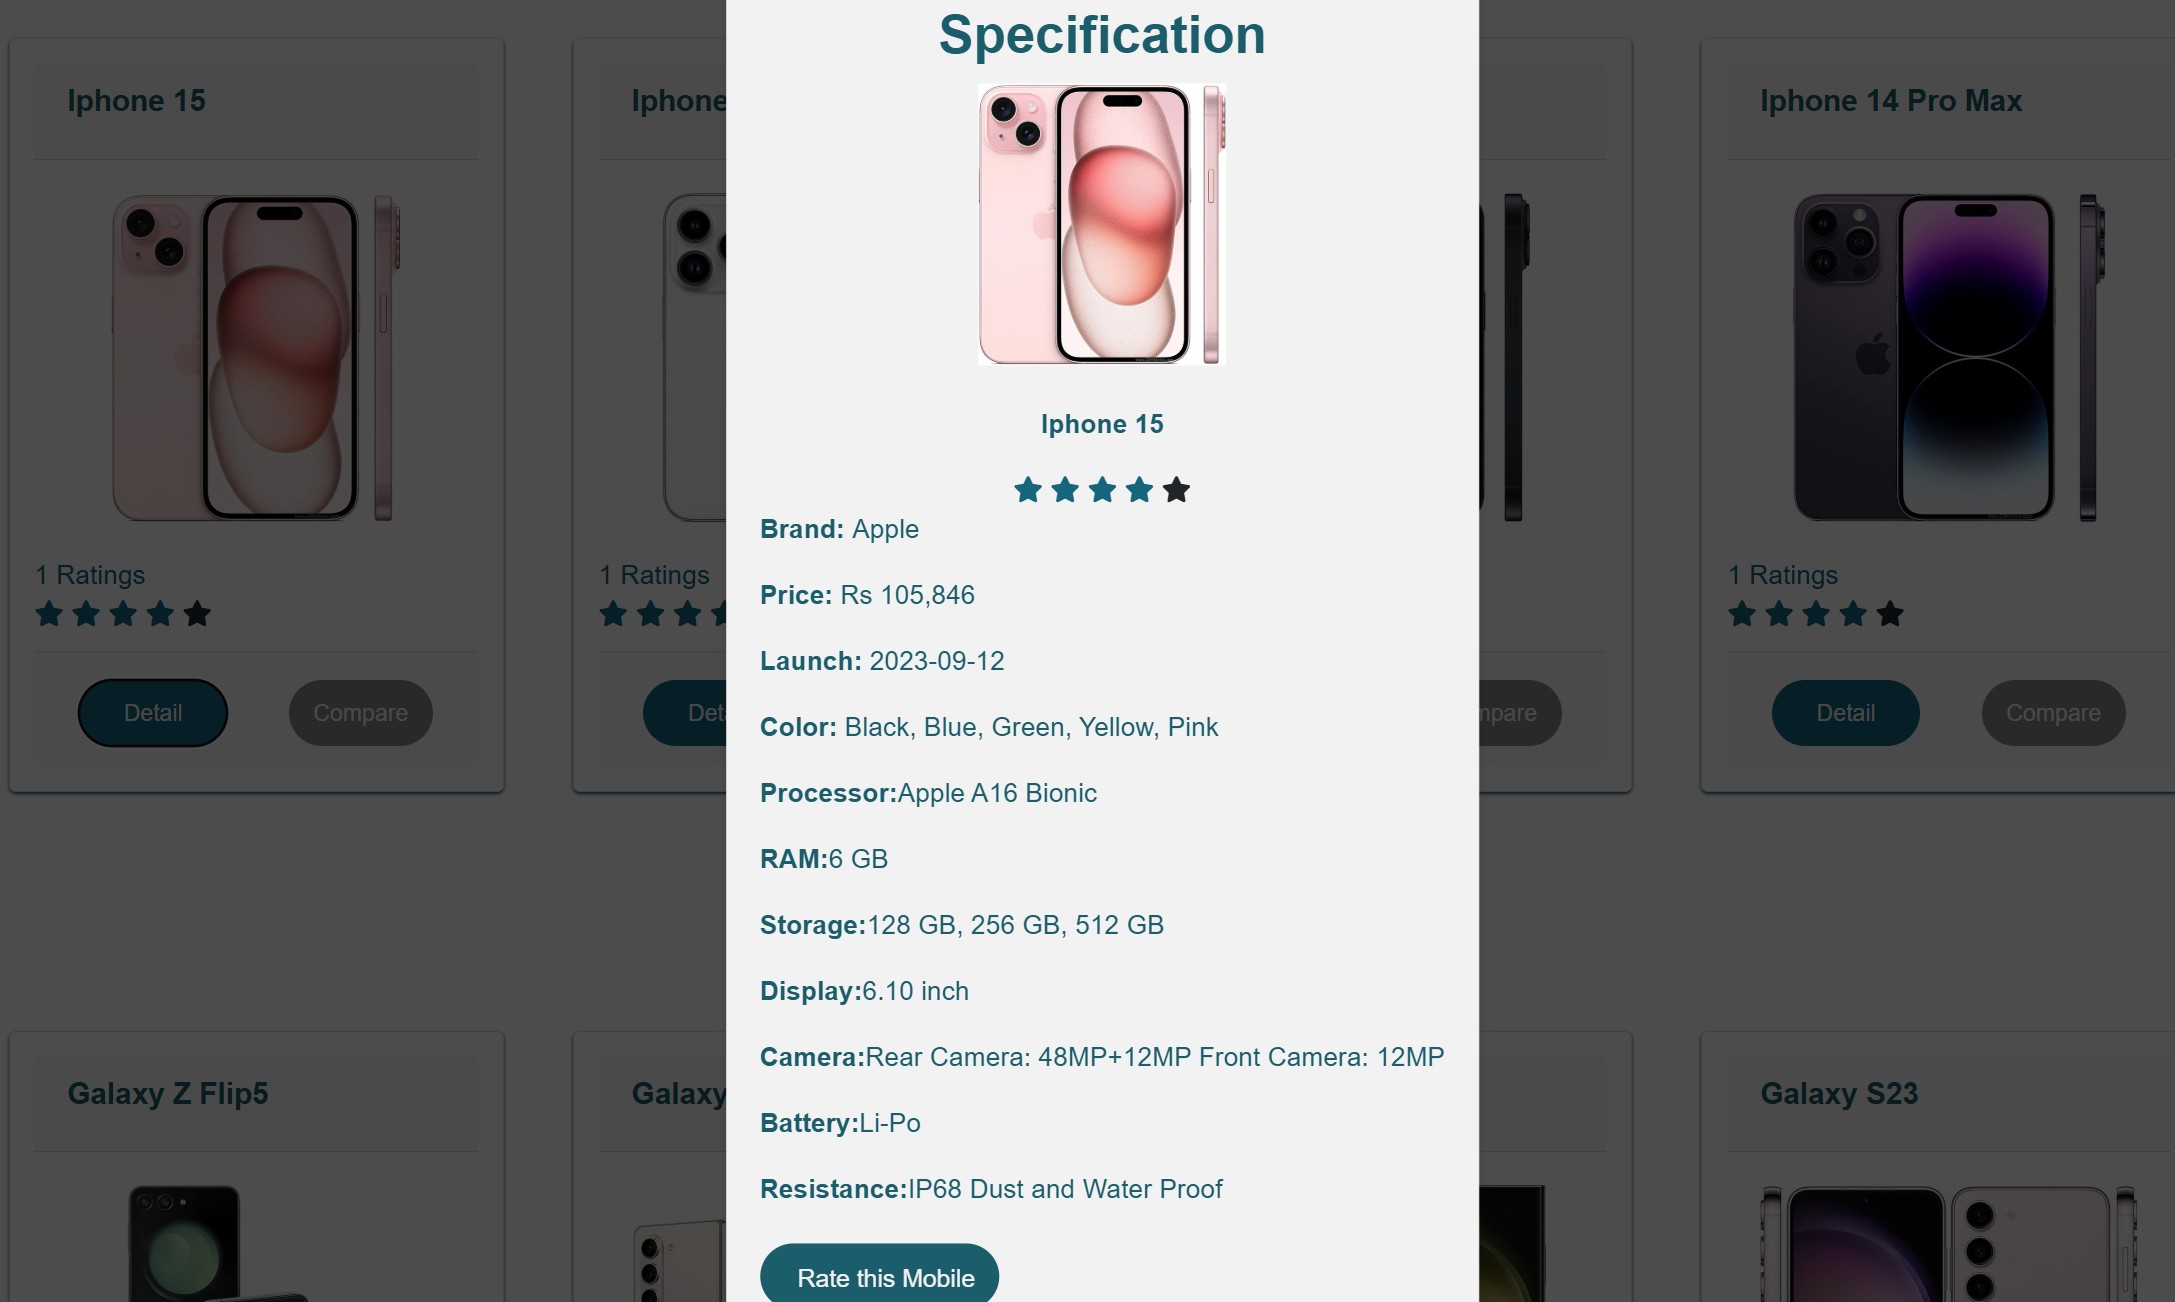 Specification
Iphone 15
Iphone
Iphone 14 Pro Max
Iphone 15
Brand: Apple
1 Ratings
1 Ratings
1 Ratings
Price: Rs 105,846
Launch: 2023-09-12
Detail
Compare
Detail
Compare
Color: Black, Blue, Green, Yellow, Pink
Processor:Apple A16 Bionic
RAM:6 GB
Storage:128 GB, 256 GB, 512 GB
Display:6.10 inch
Camera:Rear Camera: 48MP+12MP Front Camera: 12MP
Galaxy Z Flip5
Galaxy
Galaxy S23
Battery:Li-Po
Resistance:IP68 Dust and Water Proof
Rate this Mobile